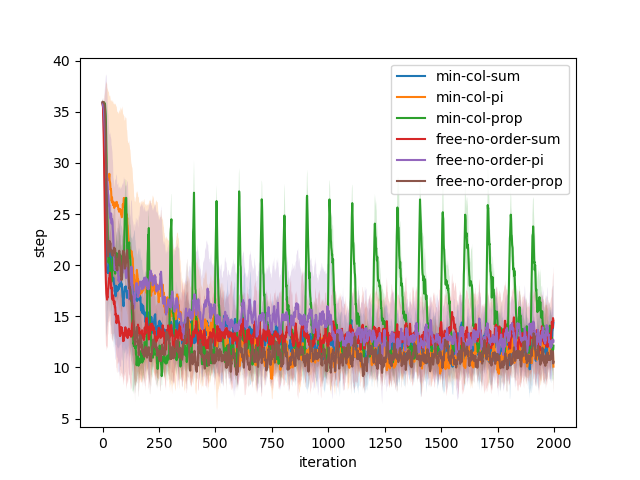 40
35
30
25
20
15
10
5
step
min-col-sum
min-col-pi
min-col-prop
free-no-order-sum
free-no-order-pi
free-no-order-prop
0 250 500 750 1000 1250 1500 1750 2000
iteration